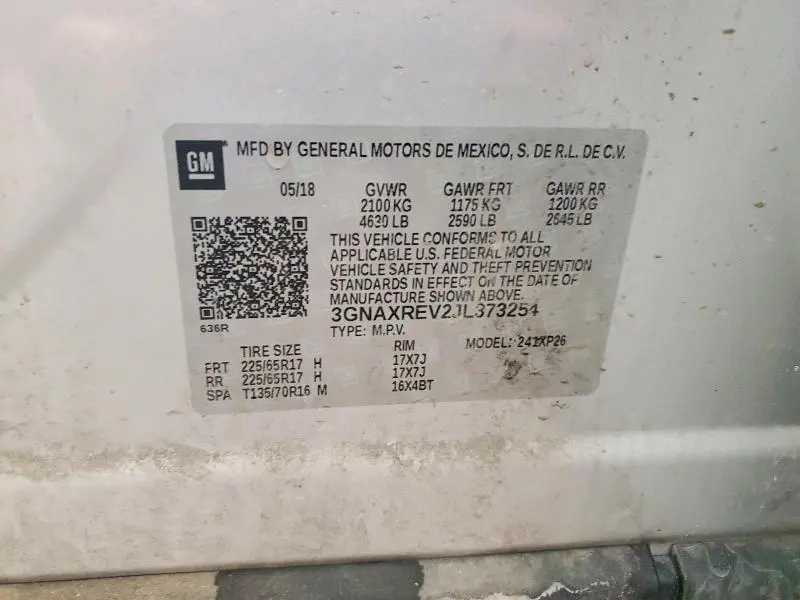 GM MFD BY GENERAL MOTORS DE MEXICO, S. DE R.L. DE C.V.
05/18 GVWR GAWR FRT GAWR RR
2100 KG 1175 KG 1200 KG
4630 LB 2590 LB 2645 LB
THIS VEHICLE CONFORMS TO ALL
APPLICABLE U.S. FEDERAL MOTOR
VEHICLE SAFETY AND THEFT PREVENTION
STANDARDS IN EFFECT ON THE DATE OF
MANUFACTURE SHOWN ABOVE.
3GNAXREV2JL373254
636R
TYPE: M.P.V. MODEL: 241XP26
TIRE SIZE RIM
FRT 225/65R17 H 17X7J
RR 225/65R17 H 17X7J
SPA T135/70R16 M 16X4BT